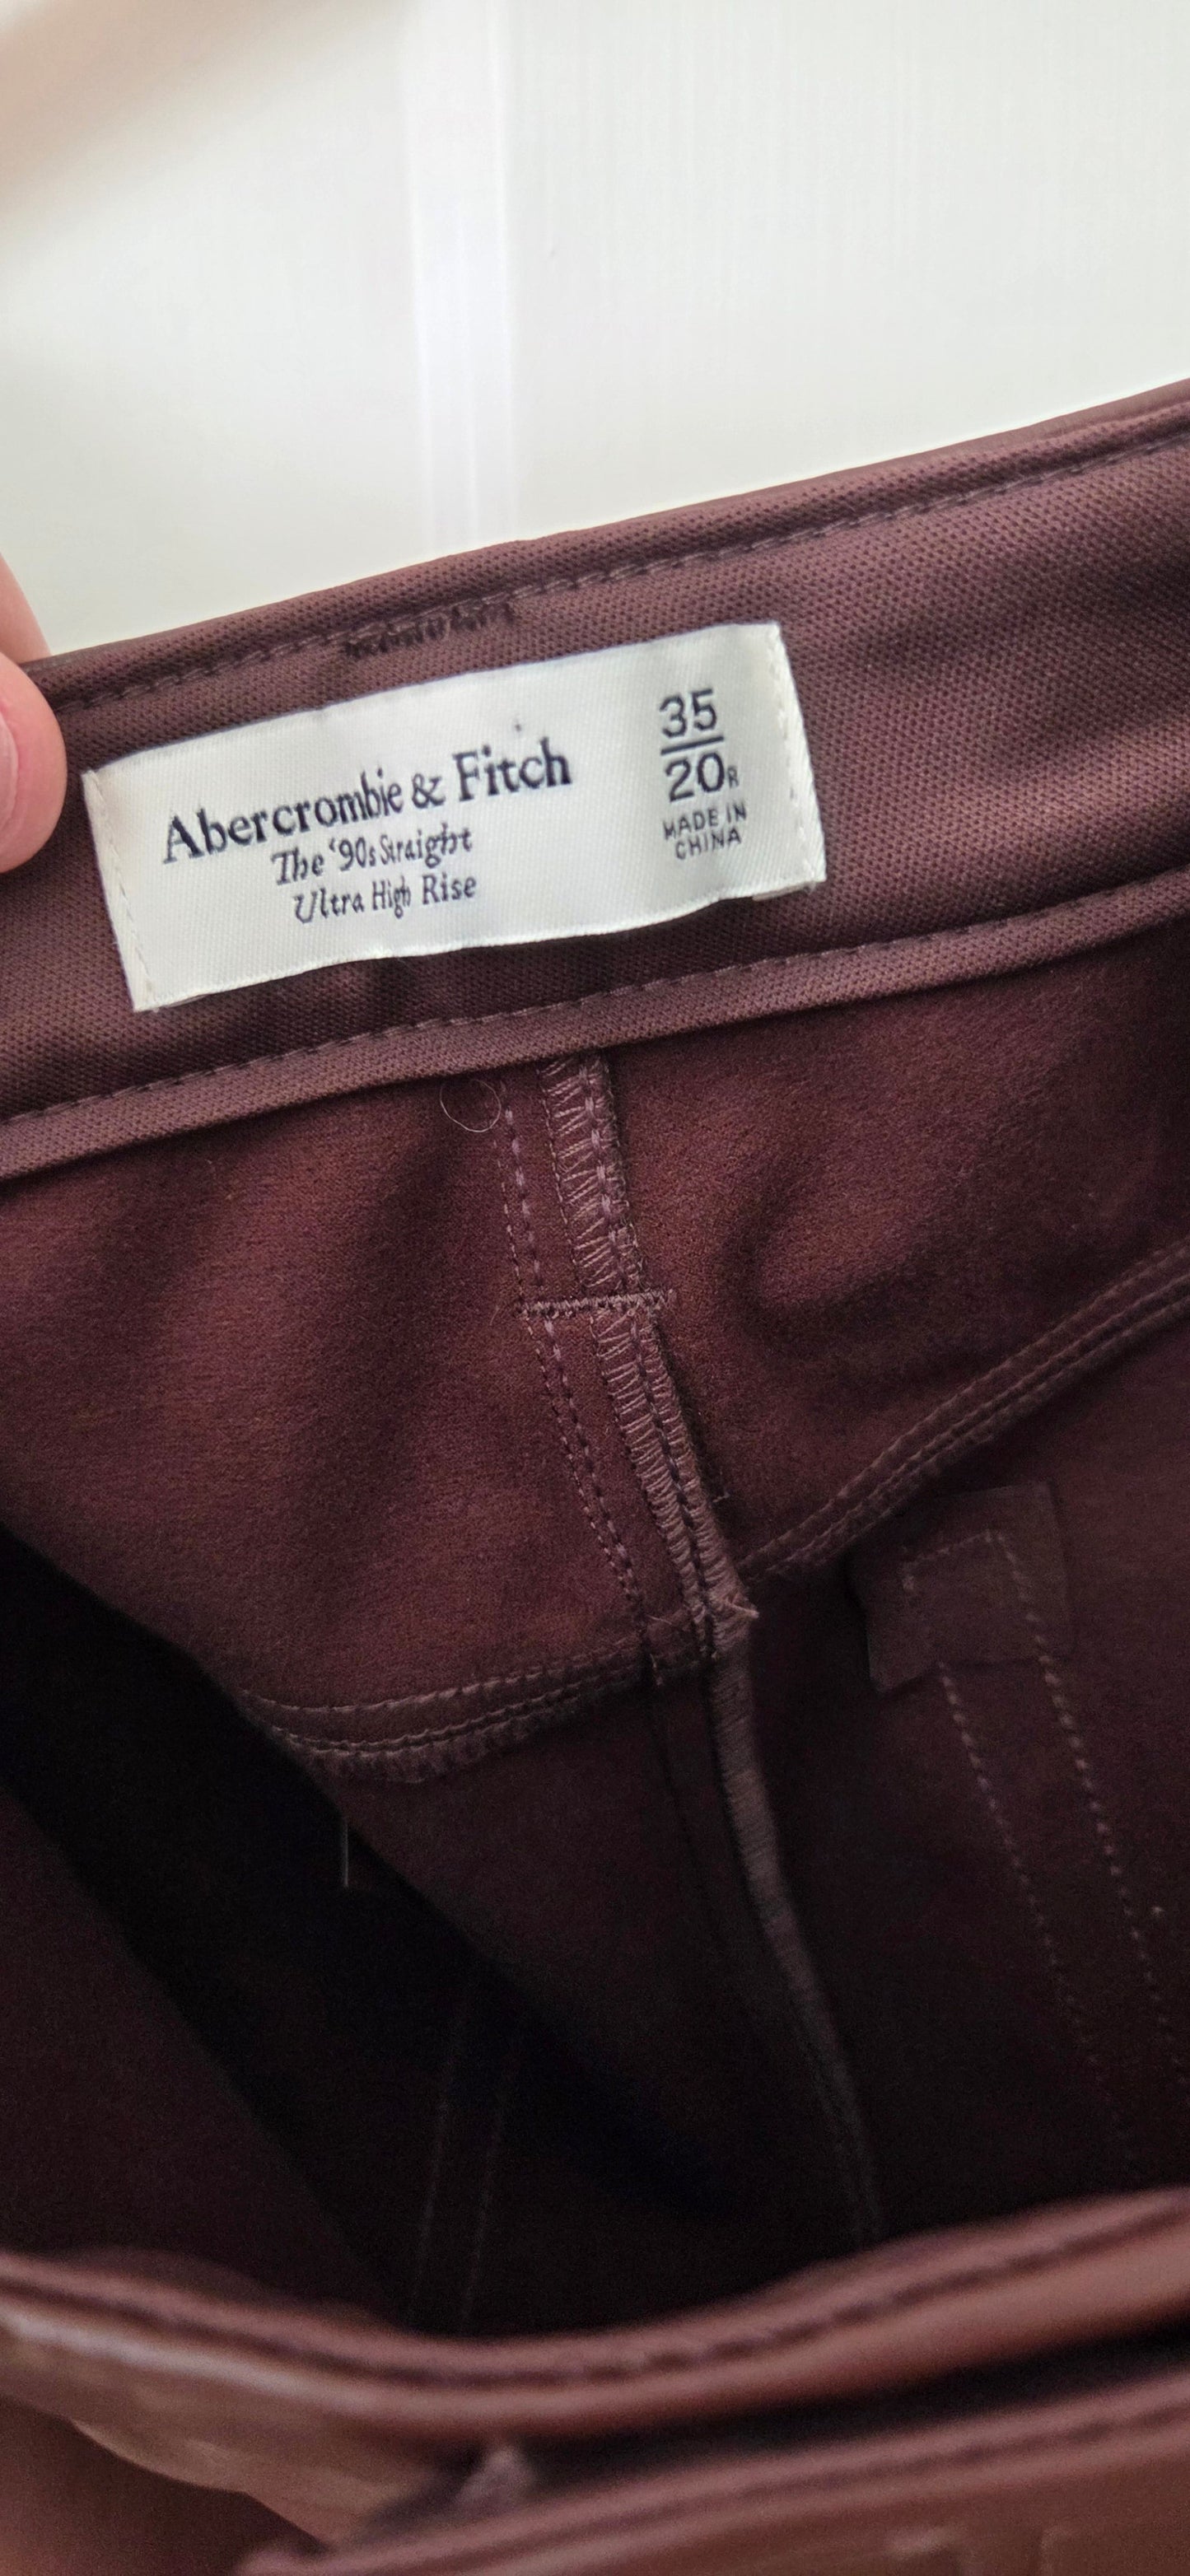 Abercrombie & Fitch
The '90s Straight
Ultra High Rise
35
20R
MADE IN
CHINA